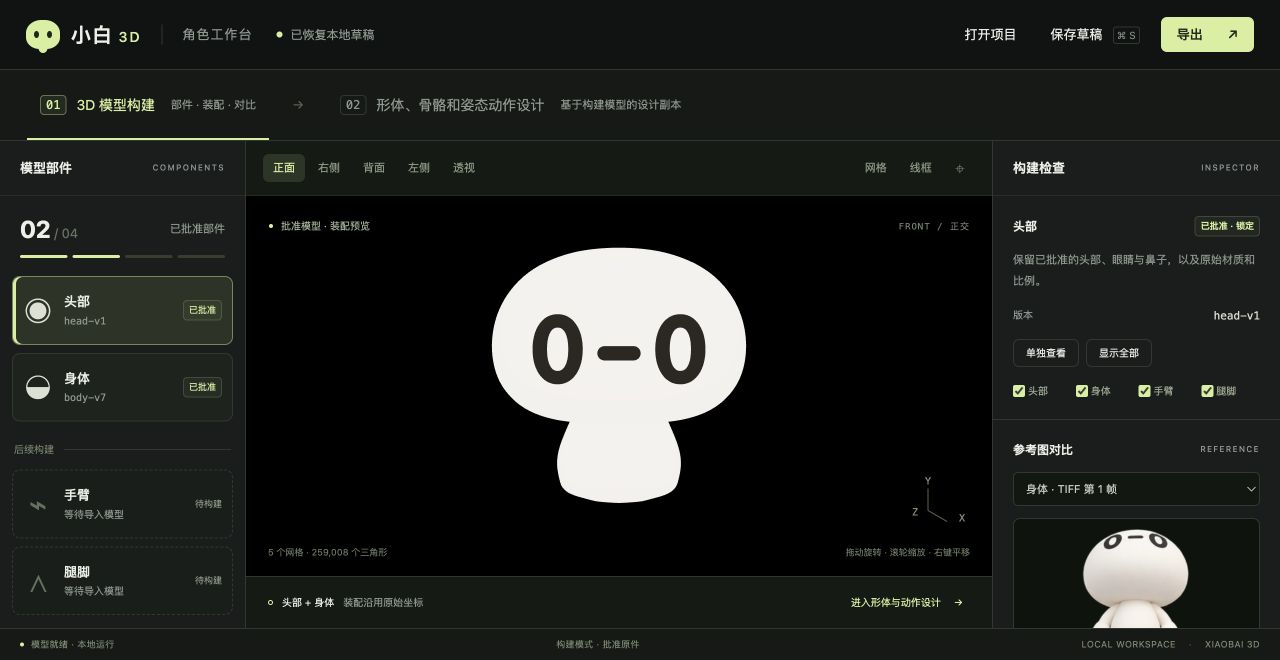 小白 3D
角色工作台
已恢复本地草稿
打开项目
保存草稿 ⌘ S
导出 ↗
01 3D 模型构建 部件 · 装配 · 对比
→
02 形体、骨骼和姿态动作设计 基于构建模型的设计副本
模型部件 COMPONENTS
02 / 04 已批准部件
头部
head-v1
已批准
身体
body-v7
已批准
后续构建
手臂
等待导入模型
待构建
腿脚
等待导入模型
待构建
正面 右侧 背面 左侧 透视
网格 线框
批准模型 · 装配预览
FRONT / 正交
Y
Z
X
5 个网格 · 259,008 个三角形
拖动旋转 · 滚轮缩放 · 右键平移
头部 + 身体 装配沿用原始坐标
进入形体与动作设计 →
构建检查 INSPECTOR
头部 已批准 · 锁定
保留已批准的头部、眼睛与鼻子，以及原始材质和
比例。
版本 head-v1
单独查看 显示全部
头部 身体 手臂 腿脚
参考图对比 REFERENCE
身体 · TIFF 第 1 帧
模型就绪 · 本地运行
构建模式 · 批准原件
LOCAL WORKSPACE · XIAOBAI 3D